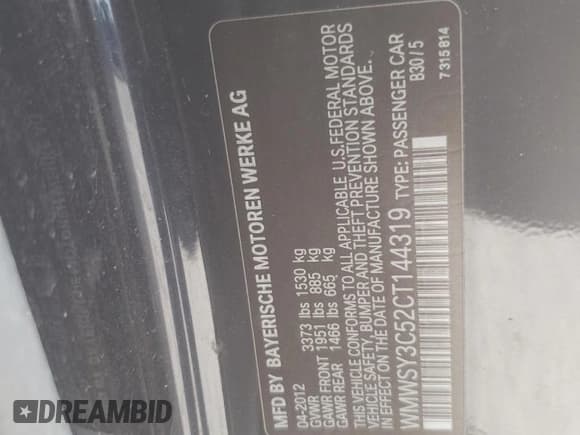 MFD BY BAYERISCHE MOTOREN WERKE AG
04-2012
GVWR 3373 lbs 1530 kg
GAWR FRONT 1951 lbs 885 kg
GAWR REAR 1466 lbs 665 kg
THIS VEHICLE CONFORMS TO ALL APPLICABLE U.S.FEDERAL MOTOR
VEHICLE SAFETY, BUMPER AND THEFT PREVENTION STANDARDS
IN EFFECT ON THE DATE OF MANUFACTURE SHOWN ABOVE.
WMWSY3C52CT144319 TYPE: PASSENGER CAR
B30/5
7 315 814
DREAMBID